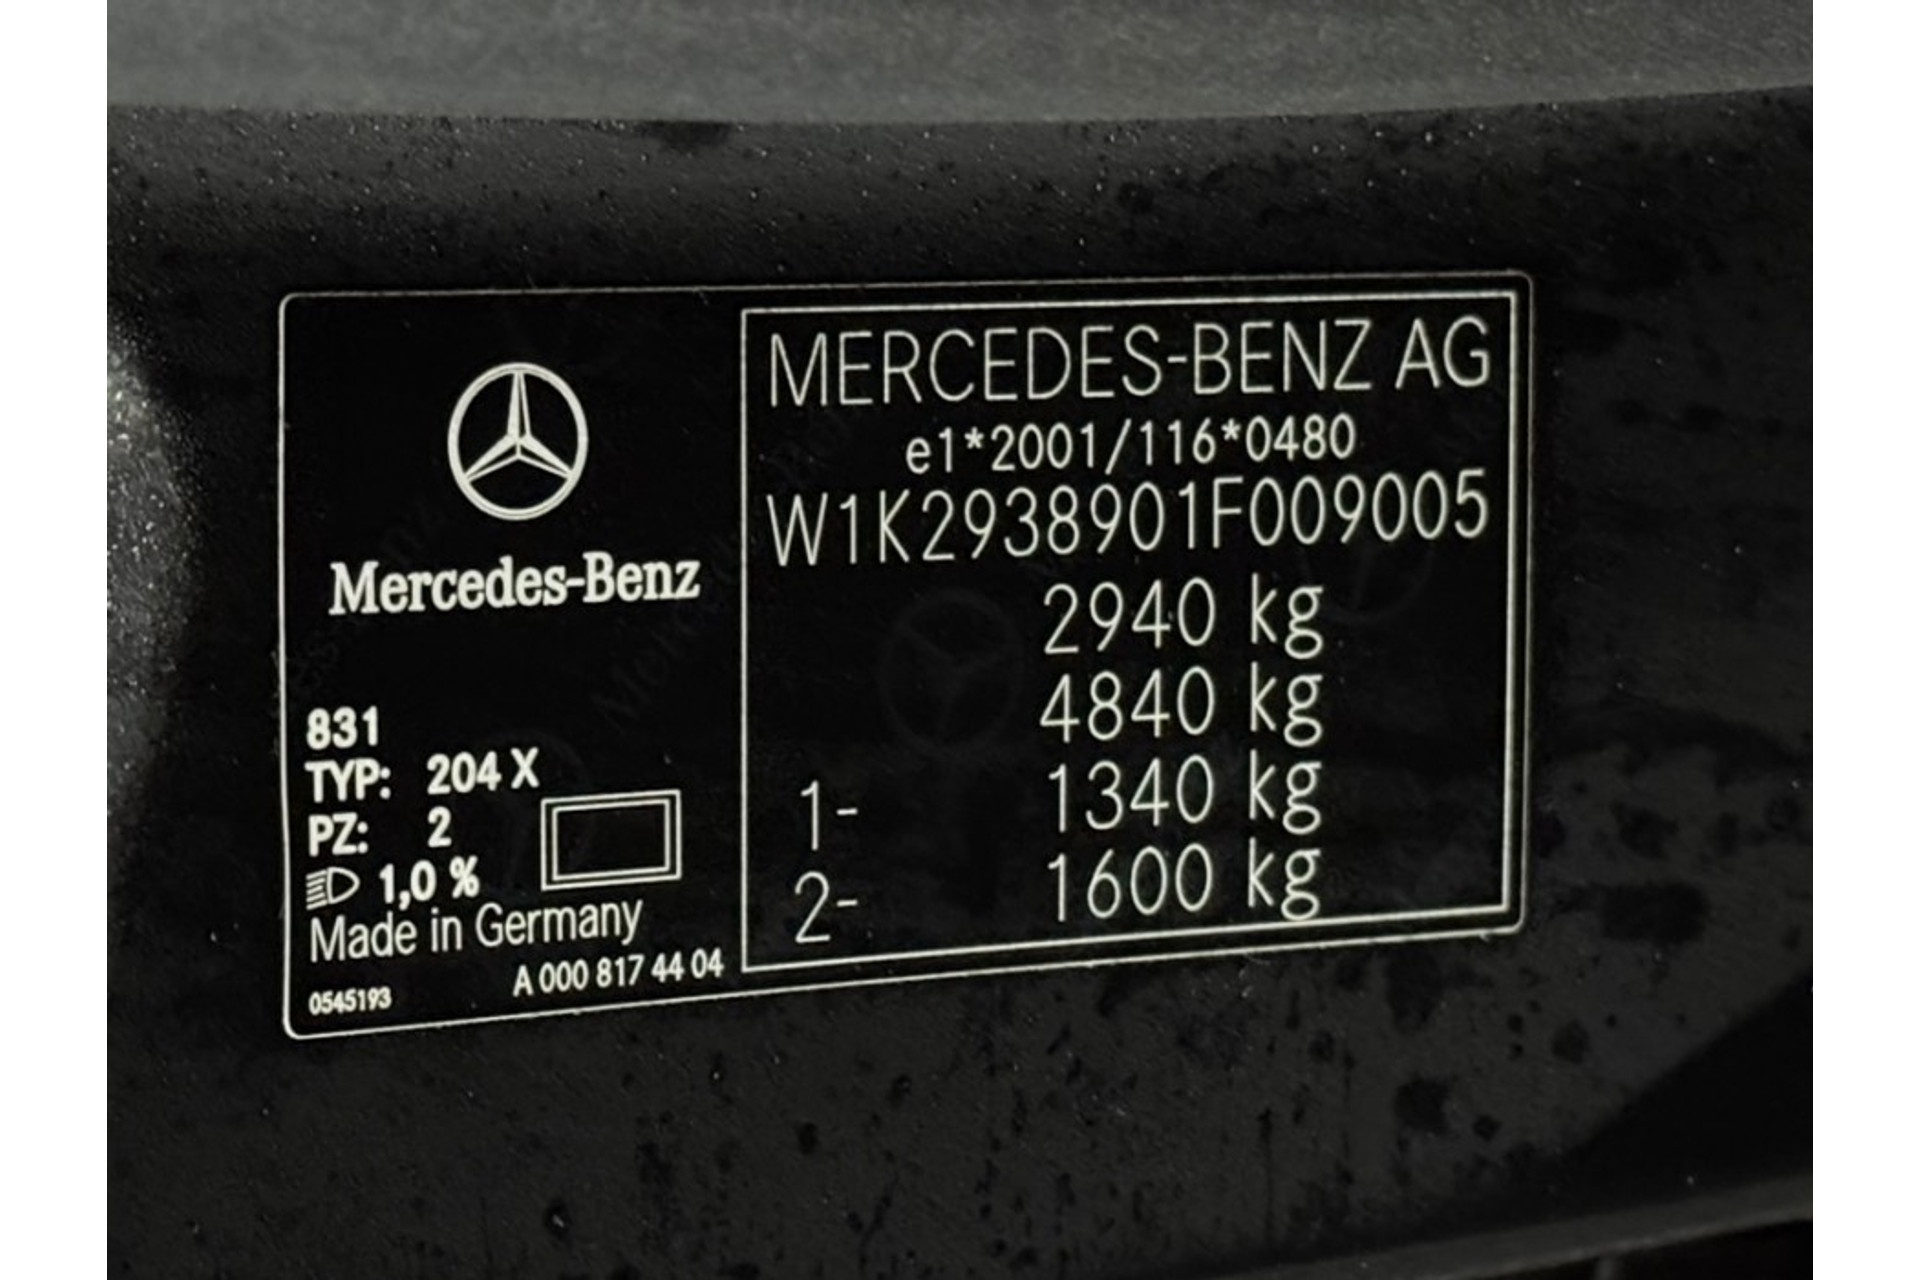 Mercedes-Benz
831
TYP: 204 X
PZ: 2
1,0 %
Made in Germany
A 000 817 44 04
0545193
MERCEDES-BENZ AG
e1*2001/116*0480
W1K2938901F009005
2940 kg
4840 kg
1- 1340 kg
2- 1600 kg